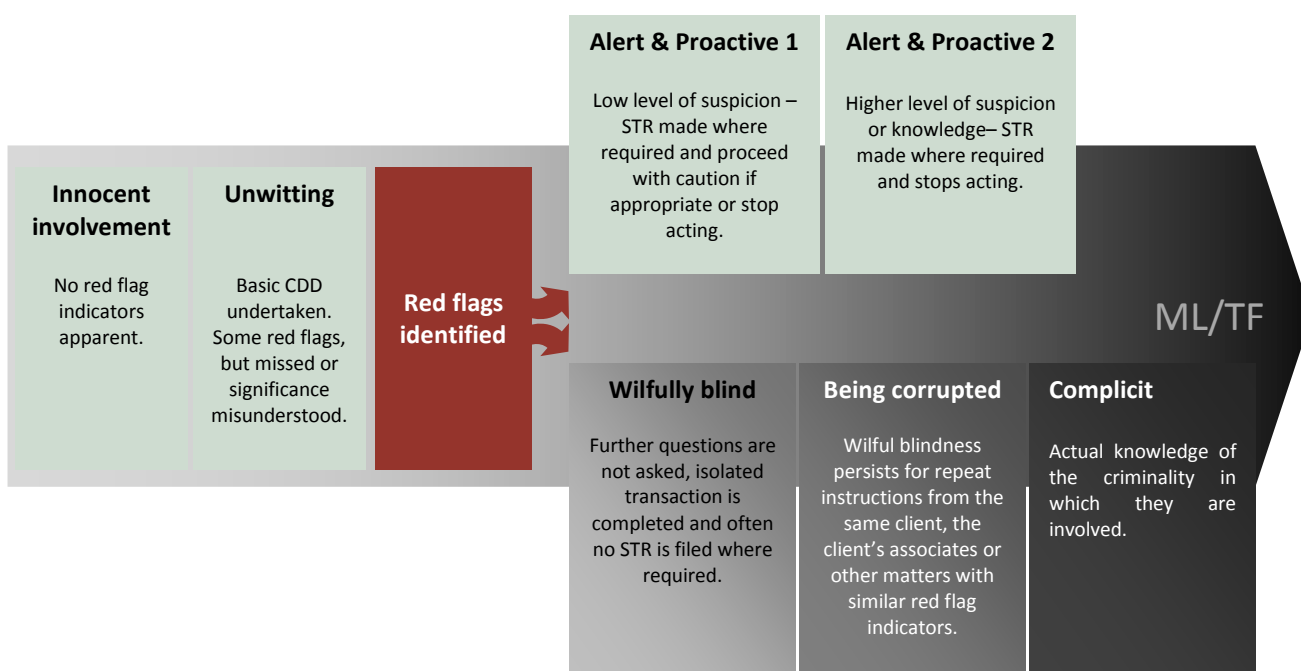 Innocent
involvement
No red flag
indicators
apparent.
Unwitting
Basic CDD
undertaken.
Some red flags,
but missed or
significance
misunderstood.
Red flags
identified
Alert & Proactive 1
Low level of suspicion –
STR made where
required and proceed
with caution if
appropriate or stop
acting.
Alert & Proactive 2
Higher level of suspicion
or knowledge– STR
made where required
and stops acting.
ML/TF
Wilfully blind
Further questions are
not asked, isolated
transaction is
completed and often
no STR is filed where
required.
Being corrupted
Wilful blindness
persists for repeat
instructions from the
same client, the
client’s associates or
other matters with
similar red flag
indicators.
Complicit
Actual knowledge of
the criminality in
which they are
involved.